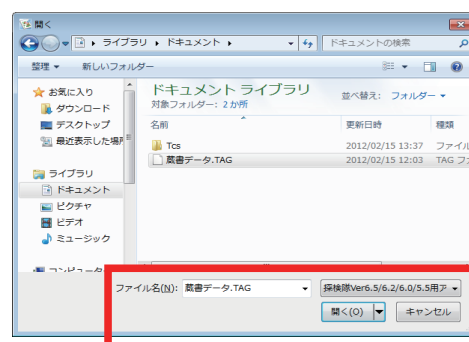 開く
ライブラリ ▸ ドキュメント ▸
ドキュメントの検索
整理 ▼ 新しいフォルダー
お気に入り
ダウンロード
デスクトップ
最近表示した場所
ライブラリ
ドキュメント
ピクチャ
ビデオ
ミュージック
コンピューター
ドキュメント ライブラリ
対象フォルダー: 2 か所
並べ替え: フォルダー ▼
名前 更新日時 種類
Tcs 2012/02/15 13:37 ファイル
蔵書データ.TAG 2012/02/15 12:03 TAG フ
ファイル名(N): 蔵書データ.TAG
探検隊Ver6.5/6.2/6.0/5.5用ア
開く(O) キャンセル